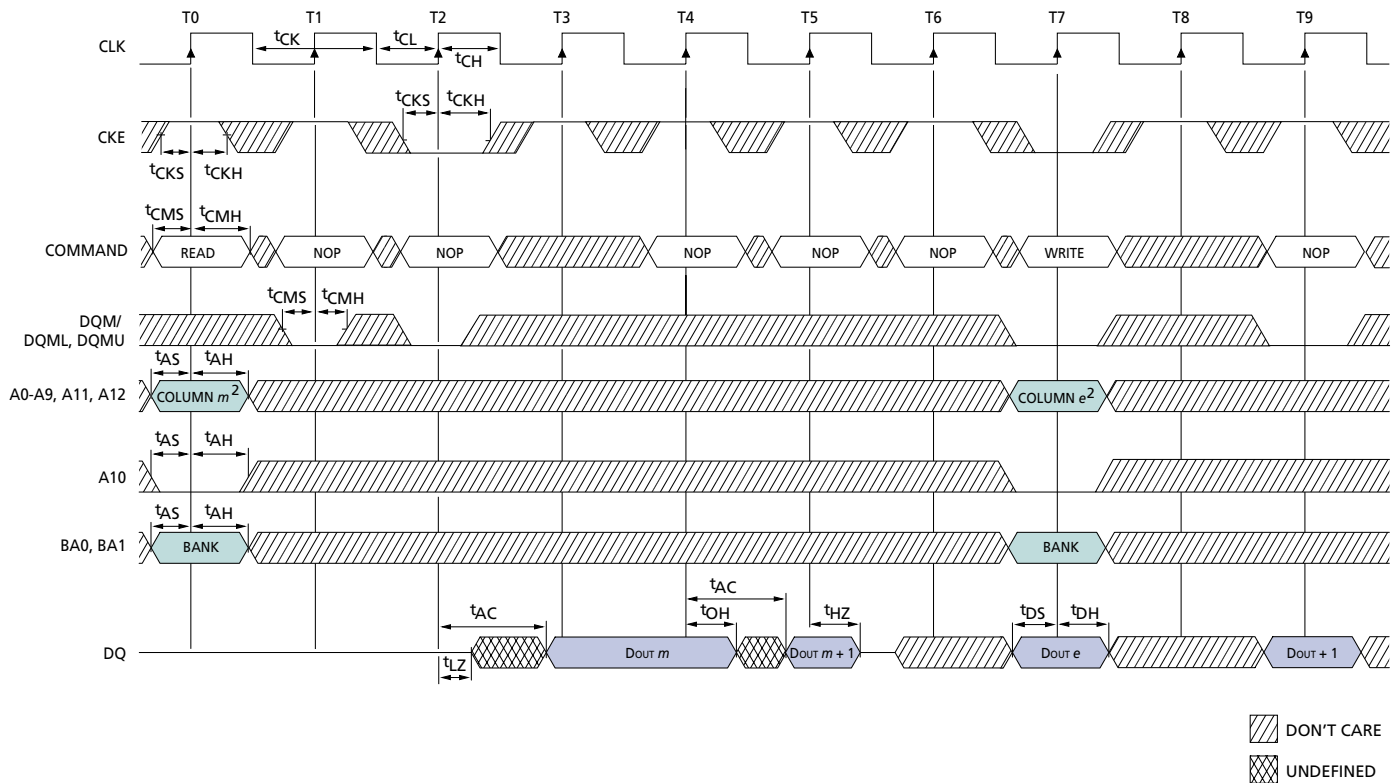 T0 T1 T2 T3 T4 T5 T6 T7 T8 T9
CLK
tCK tCL
tCH
tCKS tCKH
CKE
tCKS tCKH
tCMS tCMH
COMMAND READ NOP NOP NOP NOP NOP WRITE NOP
tCMS tCMH
DQM/
DQML, DQMU
tAS tAH
A0-A9, A11, A12 COLUMN m² COLUMN e²
tAS tAH
A10
tAS tAH
BA0, BA1 BANK BANK
tAC tAC
tOH tHZ tDS tDH
DQ DOUT m DOUT m + 1 DOUT e DOUT + 1
tLZ
DON'T CARE
UNDEFINED